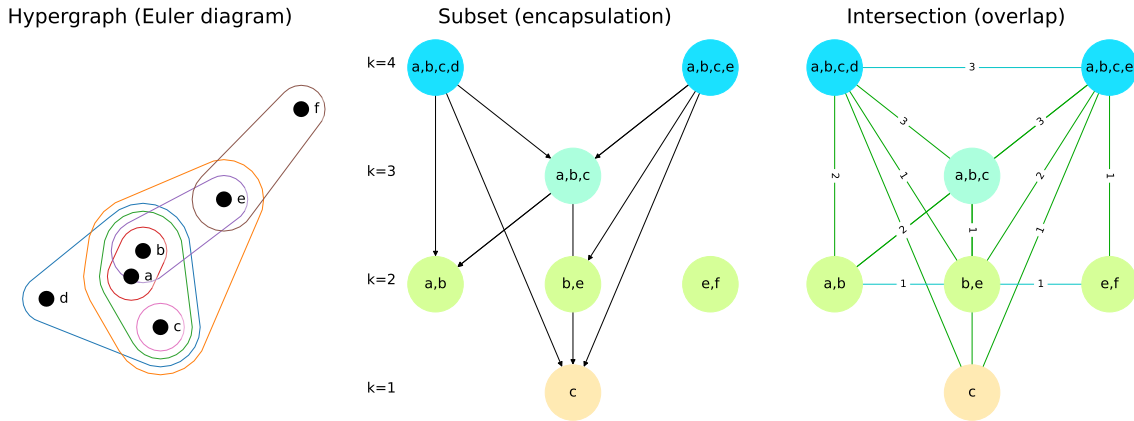 Hypergraph (Euler diagram)
f
e
b
a
d
c
Subset (encapsulation)
k=4
a,b,c,d
a,b,c,e
k=3
a,b,c
k=2
a,b
b,e
e,f
k=1
c
Intersection (overlap)
a,b,c,d
3
a,b,c,e
3
3
2
1
a,b,c
2
1
2
1
1
a,b
1
b,e
1
e,f
c